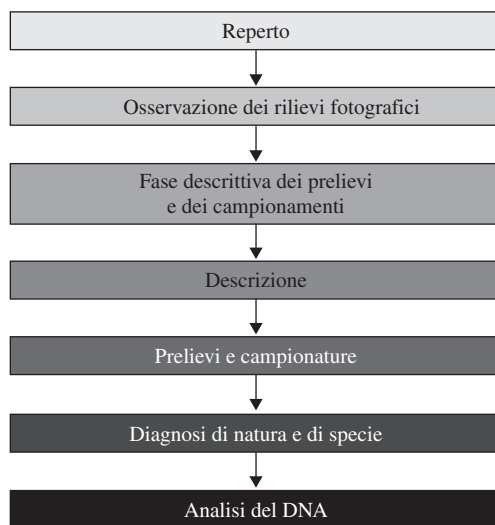 Reperto
Osservazione dei rilievi fotografici
Fase descrittiva dei prelievi
e dei campionamenti
Descrizione
Prelievi e campionature
Diagnosi di natura e di specie
Analisi del DNA